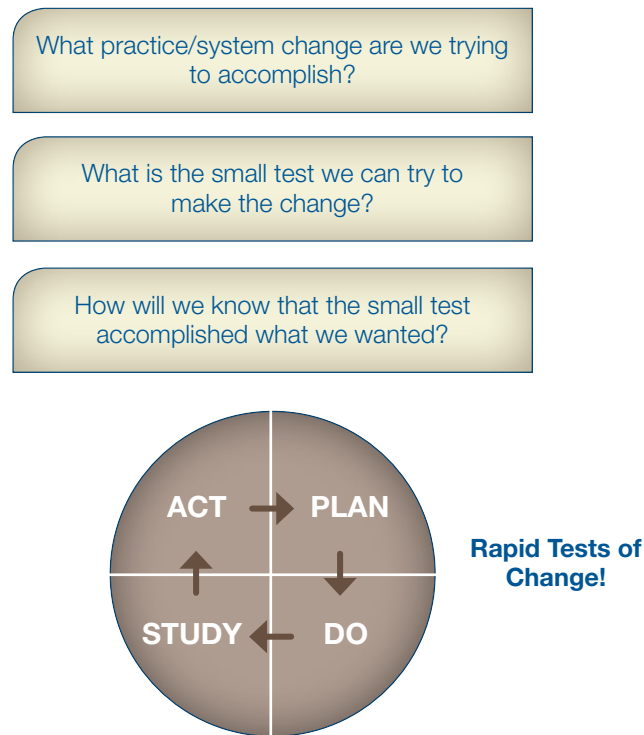 What practice/system change are we trying
to accomplish?
What is the small test we can try to
make the change?
How will we know that the small test
accomplished what we wanted?
ACT
PLAN
STUDY
DO
Rapid Tests of
Change!